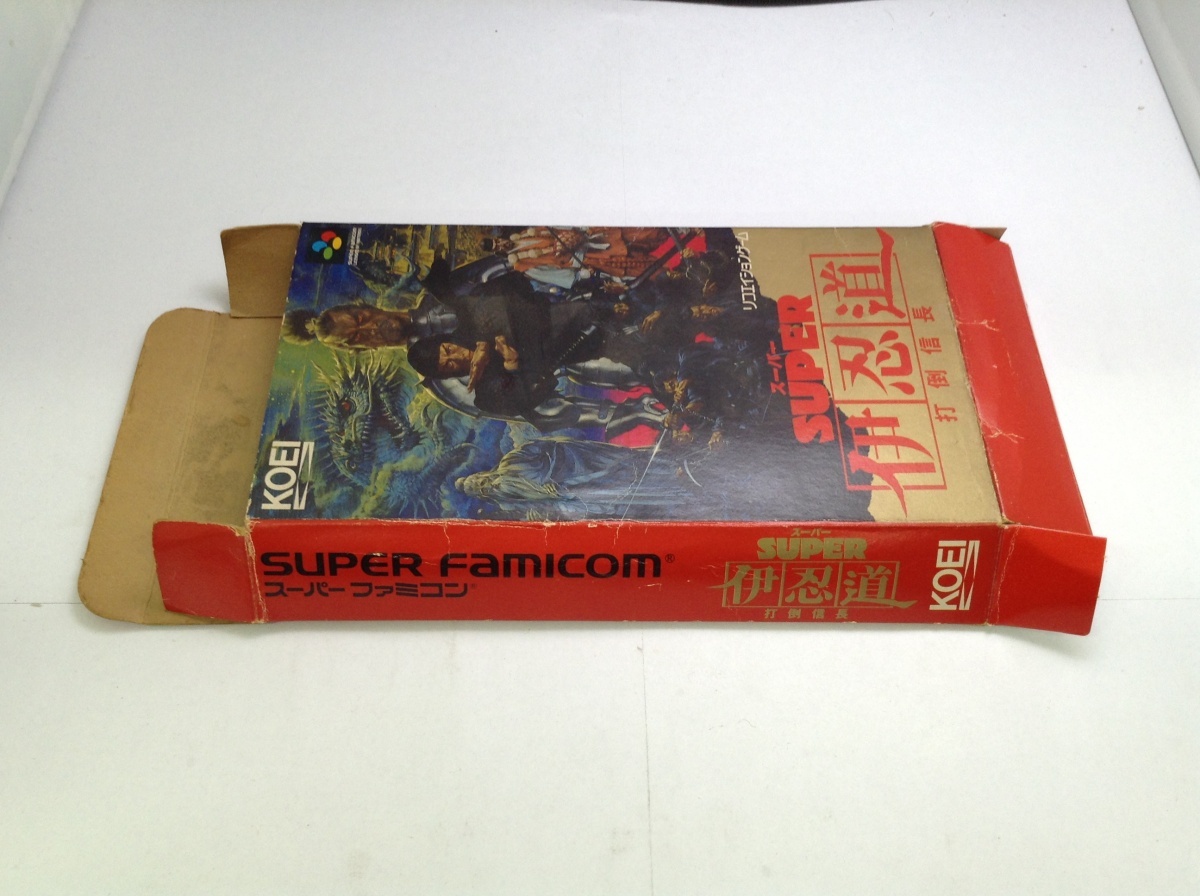 リコエイションゲーム
スーパー
SUPER
伊忍道
打倒信長
KOEI
SUPER FAMICOM®
スーパーファミコン
スーパー
SUPER
伊忍道
打倒信長
KOEI